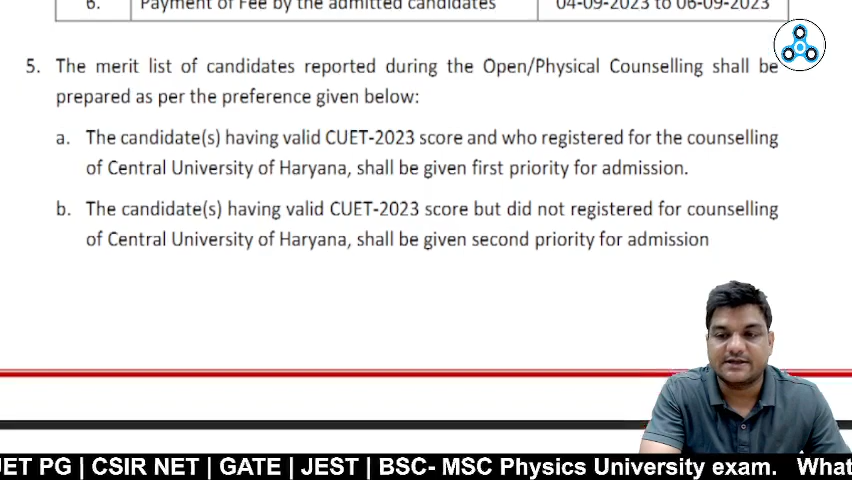 6. Payment of Fee by the admitted candidates 04-09-2023 to 06-09-2023
5. The merit list of candidates reported during the Open/Physical Counselling shall be
prepared as per the preference given below:
a. The candidate(s) having valid CUET-2023 score and who registered for the counselling
of Central University of Haryana, shall be given first priority for admission.
b. The candidate(s) having valid CUET-2023 score but did not registered for counselling
of Central University of Haryana, shall be given second priority for admission
UET PG | CSIR NET | GATE | JEST | BSC- MSC Physics University exam. What